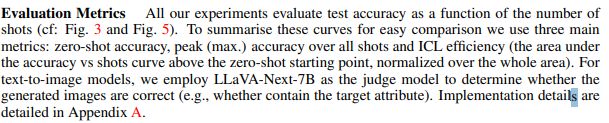 Evaluation Metrics All our experiments evaluate test accuracy as a function of the number of
shots (cf: Fig. 3 and Fig. 5). To summarise these curves for easy comparison we use three main
metrics: zero-shot accuracy, peak (max.) accuracy over all shots and ICL efficiency (the area under
the accuracy vs shots curve above the zero-shot starting point, normalized over the whole area). For
text-to-image models, we employ LLaVA-Next-7B as the judge model to determine whether the
generated images are correct (e.g., whether contain the target attribute). Implementation details are
detailed in Appendix A.